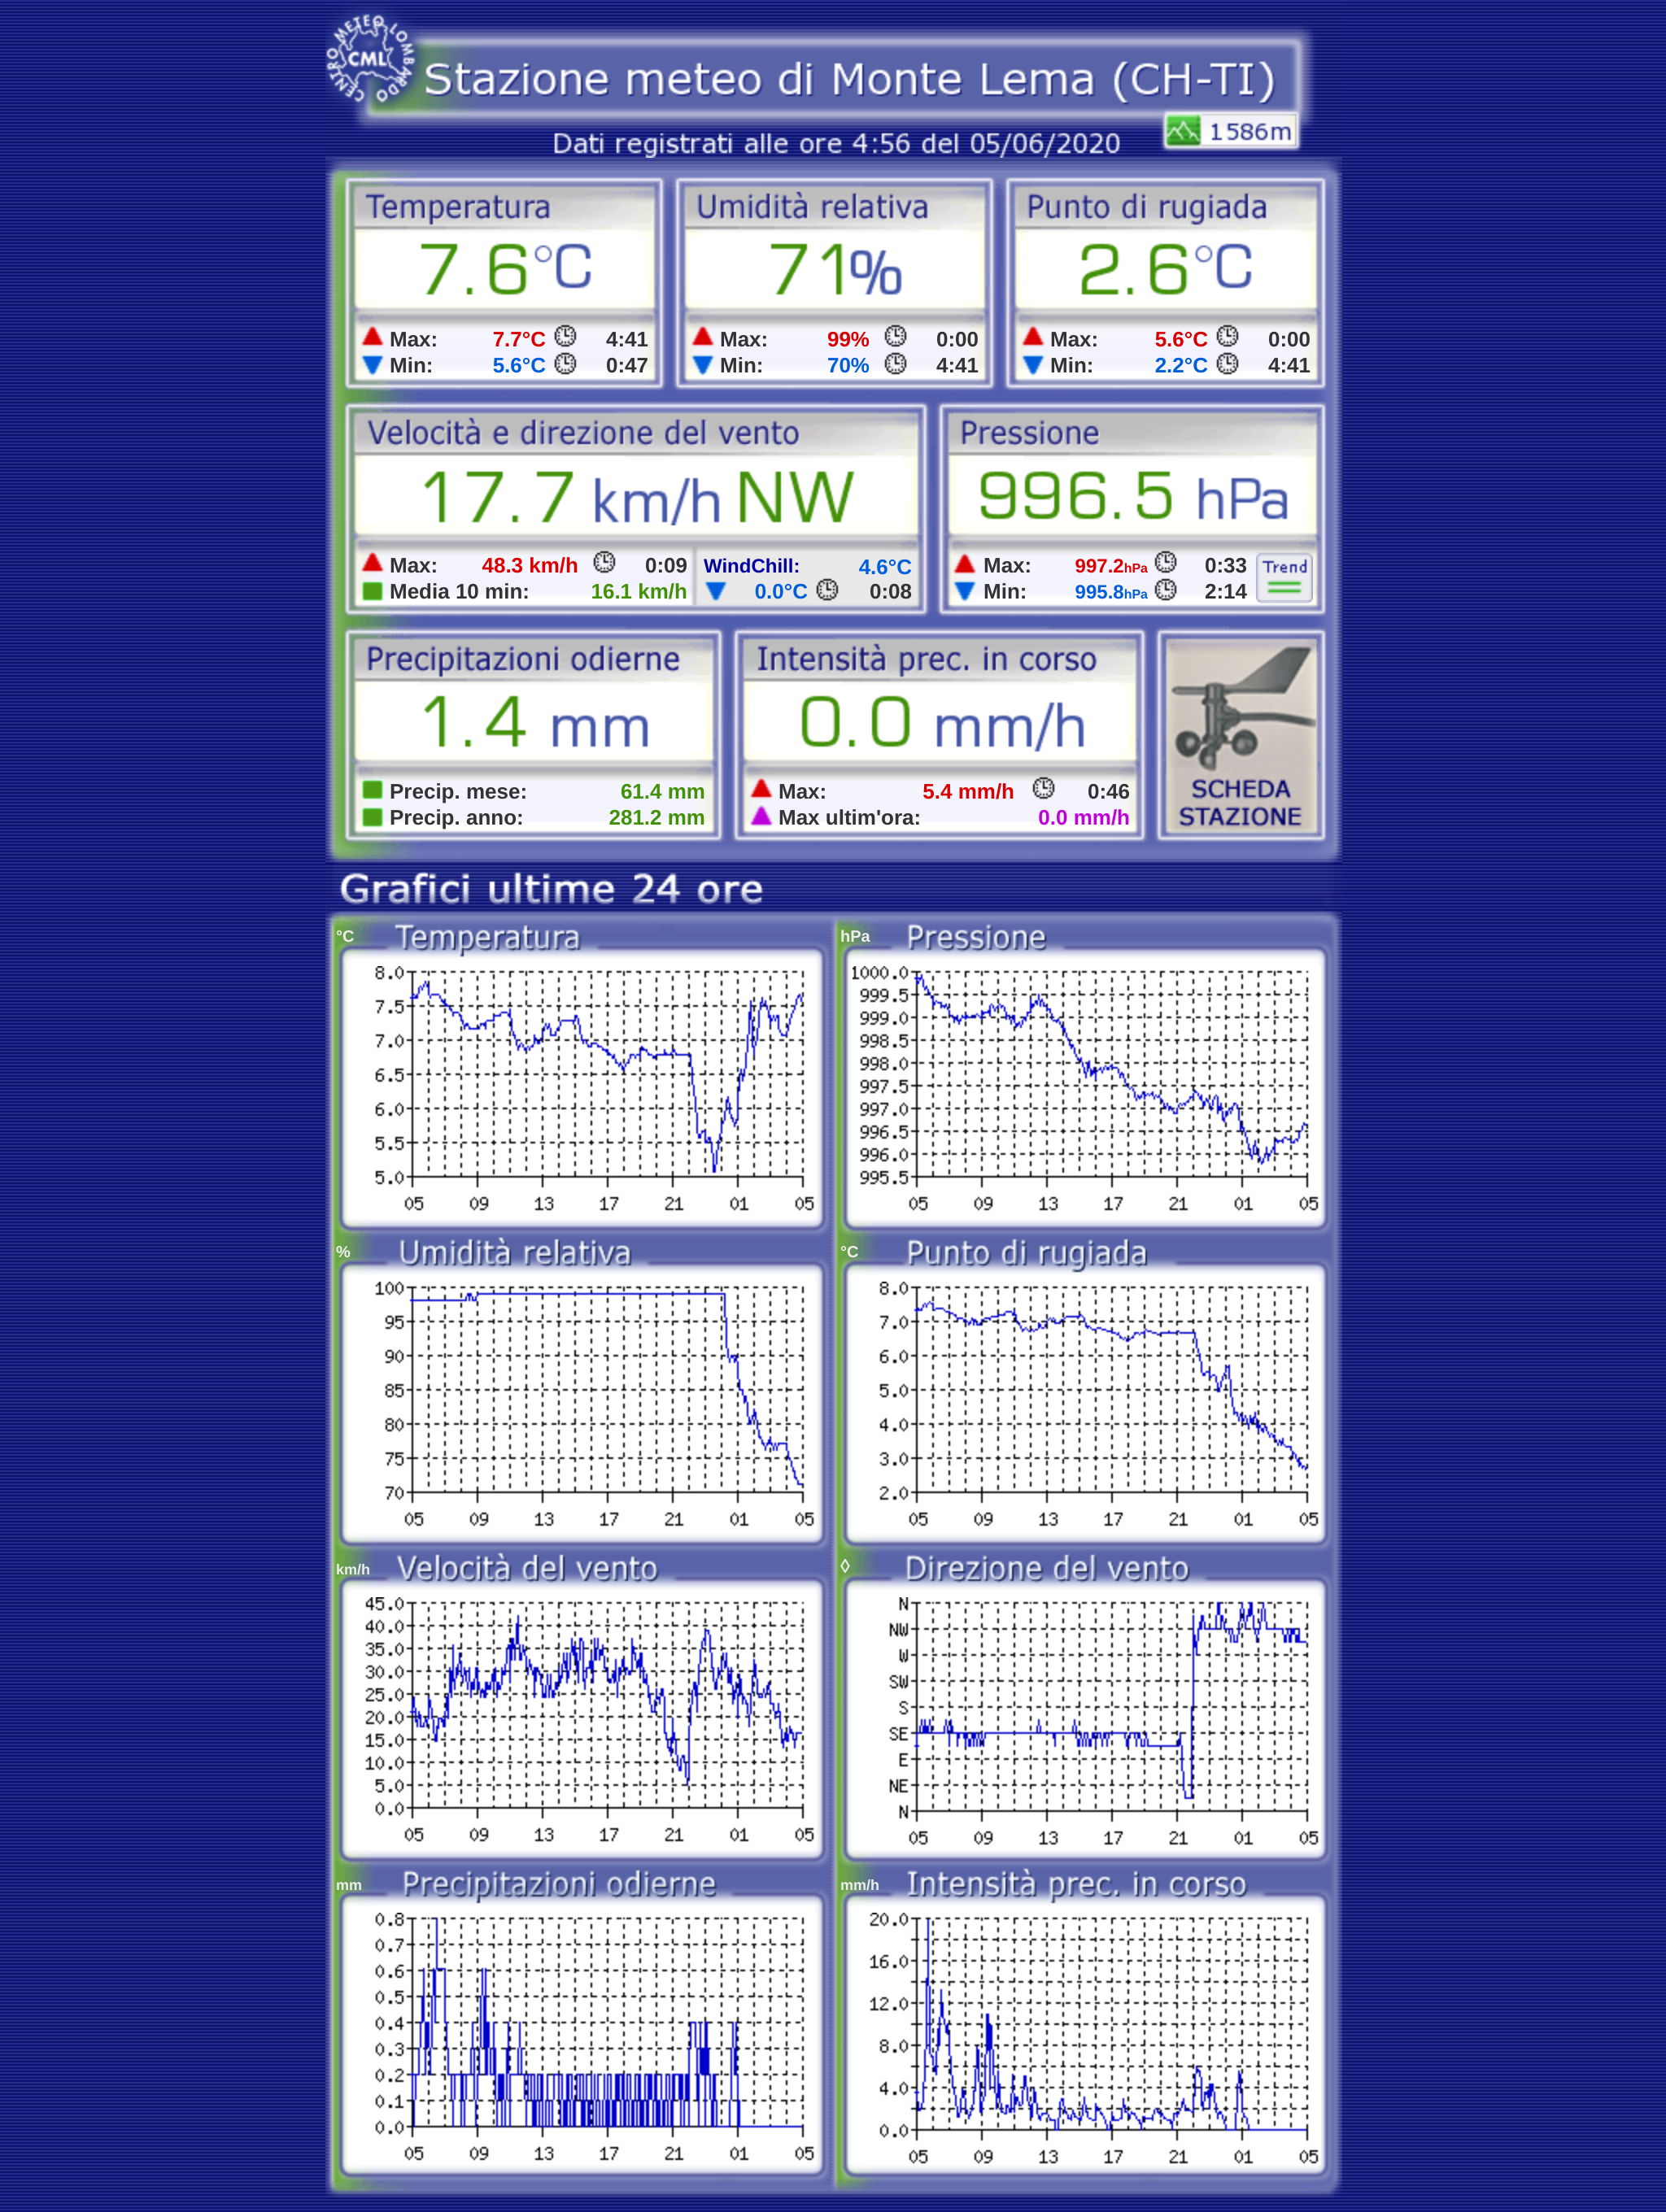 CENTRO METEO LOMBARDO
CML
Stazione meteo di Monte Lema (CH-TI)
1586m
Dati registrati alle ore 4:56 del 05/06/2020
Temperatura Umidità relativa Punto di rugiada
7.6°C 71% 2.6°C
Max: 7.7°C 4:41 Max: 99% 0:00 Max: 5.6°C 0:00
Min: 5.6°C 0:47 Min: 70% 4:41 Min: 2.2°C 4:41
Velocità e direzione del vento Pressione
17.7 km/h NW 996.5 hPa
Max: 48.3 km/h 0:09 WindChill: 4.6°C Max: 997.2hPa 0:33 Trend
Media 10 min: 16.1 km/h 0.0°C 0:08 Min: 995.8hPa 2:14
Precipitazioni odierne Intensità prec. in corso
1.4 mm 0.0 mm/h
Precip. mese: 61.4 mm Max: 5.4 mm/h 0:46 SCHEDA
Precip. anno: 281.2 mm Max ultim'ora: 0.0 mm/h STAZIONE
Grafici ultime 24 ore
°C Temperatura
8.0
7.5
7.0
6.5
6.0
5.5
5.0
05 09 13 17 21 01 05
hPa Pressione
1000.0
999.5
999.0
998.5
998.0
997.5
997.0
996.5
996.0
995.5
05 09 13 17 21 01 05
% Umidità relativa
100
95
90
85
80
75
70
05 09 13 17 21 01 05
°C Punto di rugiada
8.0
7.0
6.0
5.0
4.0
3.0
2.0
05 09 13 17 21 01 05
km/h Velocità del vento
45.0
40.0
35.0
30.0
25.0
20.0
15.0
10.0
5.0
0.0
05 09 13 17 21 01 05
◊ Direzione del vento
N
NW
W
SW
S
SE
E
NE
N
05 09 13 17 21 01 05
mm Precipitazioni odierne
0.8
0.7
0.6
0.5
0.4
0.3
0.2
0.1
0.0
05 09 13 17 21 01 05
mm/h Intensità prec. in corso
20.0
16.0
12.0
8.0
4.0
0.0
05 09 13 17 21 01 05